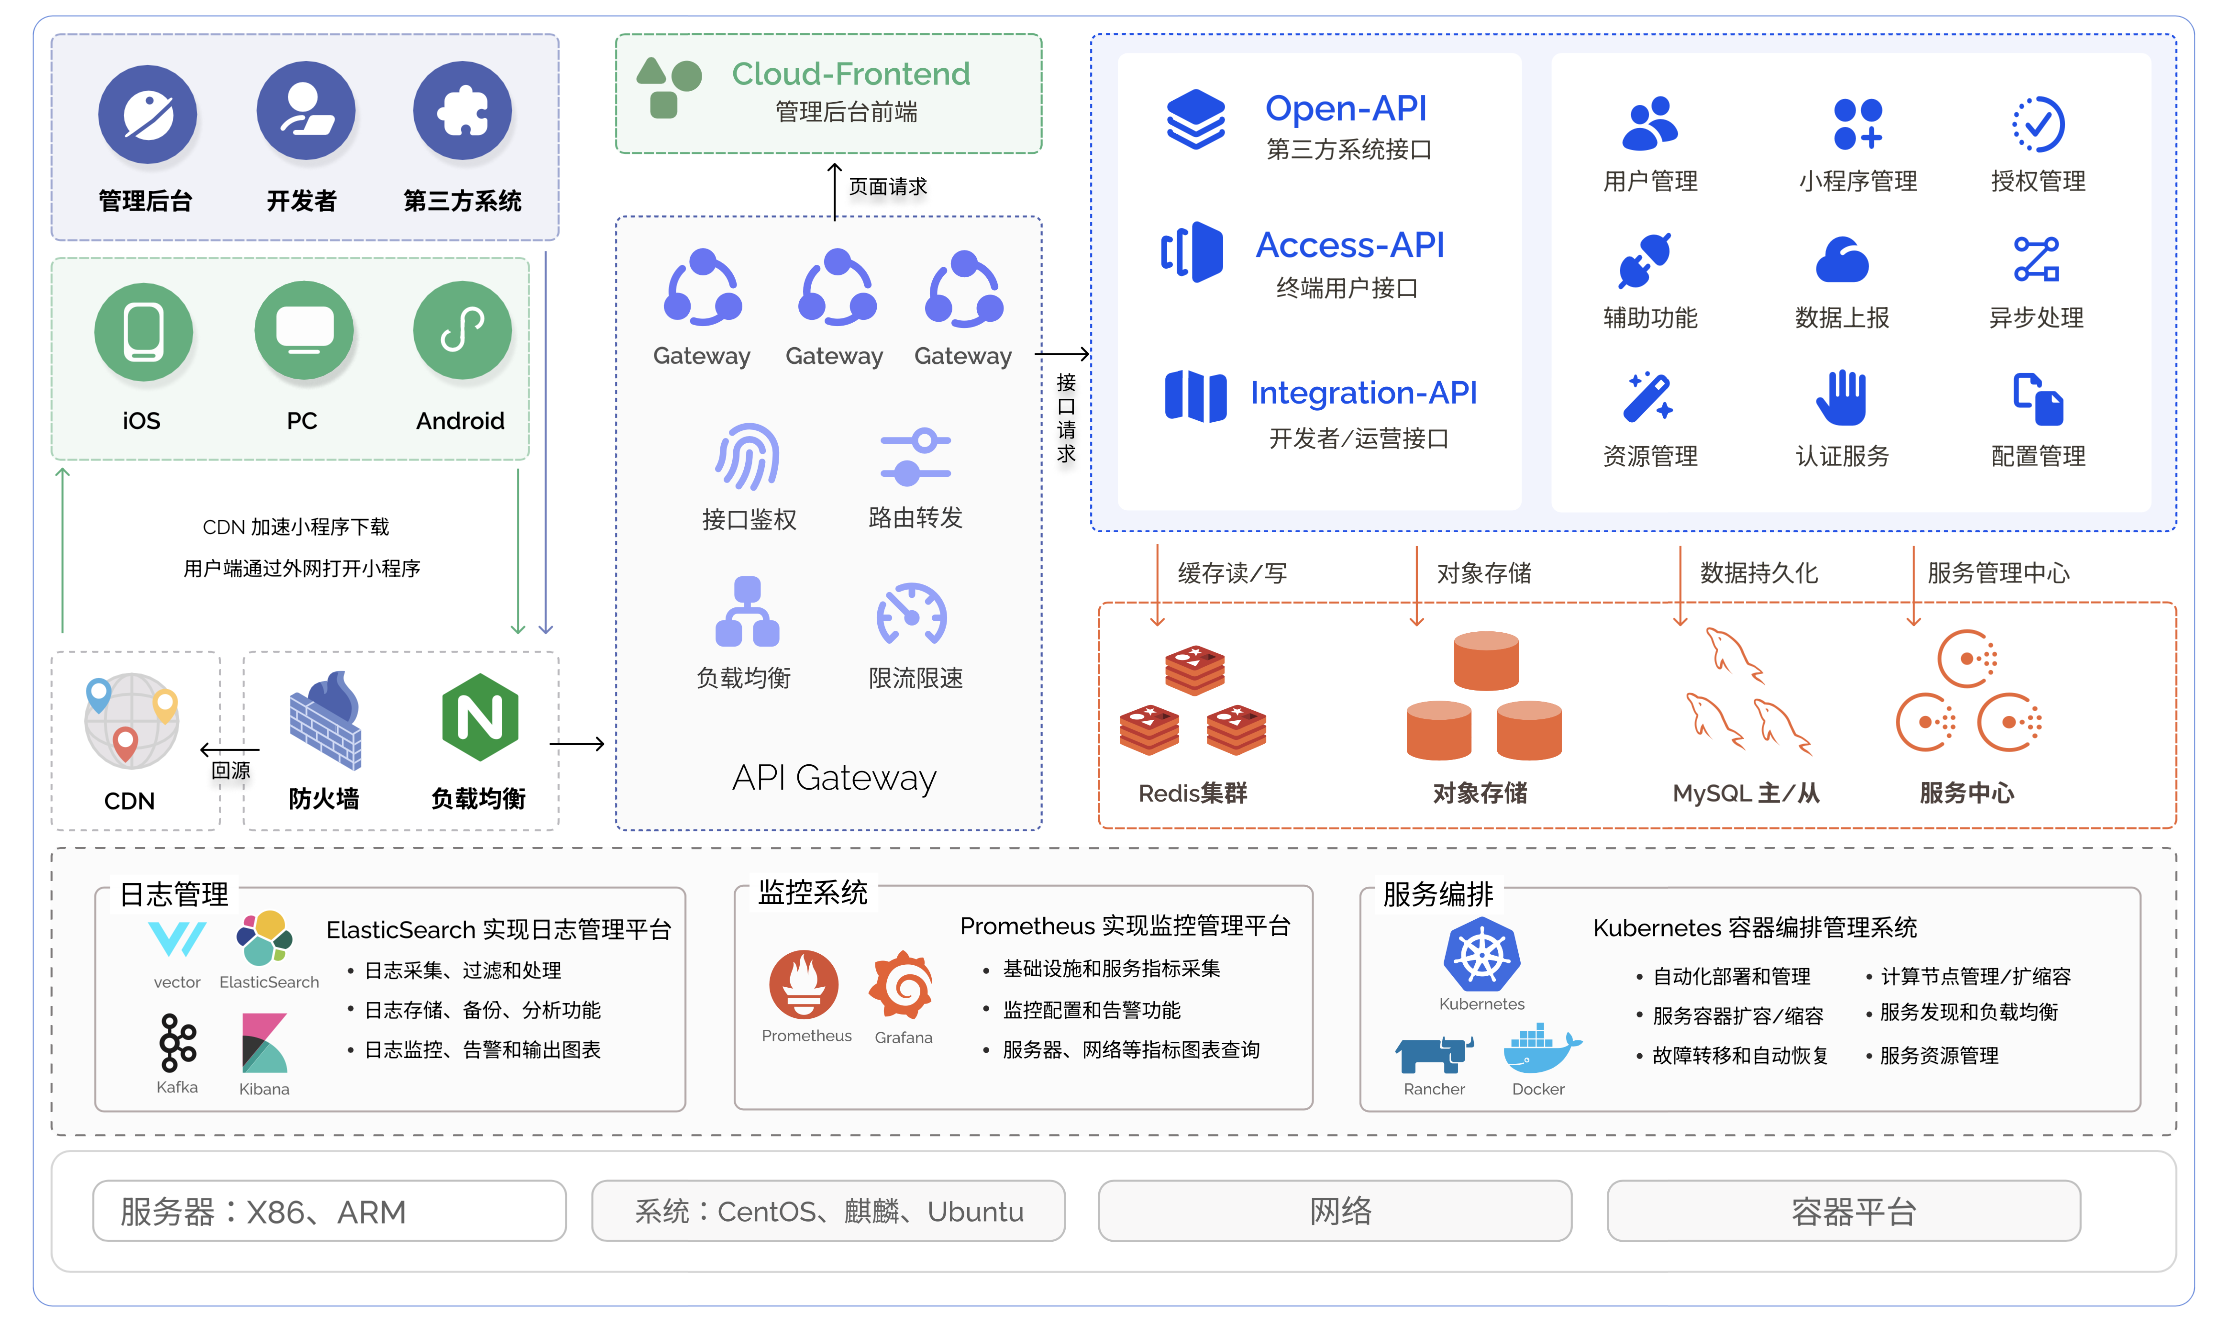 管理后台
开发者
第三方系统
iOS
PC
Android
CDN 加速小程序下载
用户端通过外网打开小程序
CDN
回源
防火墙
负载均衡
Cloud-Frontend
管理后台前端
页面请求
Gateway
Gateway
Gateway
接口鉴权
路由转发
负载均衡
限流限速
API Gateway
接口请求
Open-API
第三方系统接口
Access-API
终端用户接口
Integration-API
开发者/运营接口
用户管理
小程序管理
授权管理
辅助功能
数据上报
异步处理
资源管理
认证服务
配置管理
缓存读/写
对象存储
数据持久化
服务管理中心
Redis集群
对象存储
MySQL 主/从
服务中心
日志管理
vector
ElasticSearch
Kafka
Kibana
ElasticSearch 实现日志管理平台
• 日志采集、过滤和处理
• 日志存储、备份、分析功能
• 日志监控、告警和输出图表
监控系统
Prometheus
Grafana
Prometheus 实现监控管理平台
• 基础设施和服务指标采集
• 监控配置和告警功能
• 服务器、网络等指标图表查询
服务编排
Kubernetes
Rancher
Docker
Kubernetes 容器编排管理系统
• 自动化部署和管理
• 服务容器扩容/缩容
• 故障转移和自动恢复
• 计算节点管理/扩缩容
• 服务发现和负载均衡
• 服务资源管理
服务器：X86、ARM
系统：CentOS、麒麟、Ubuntu
网络
容器平台